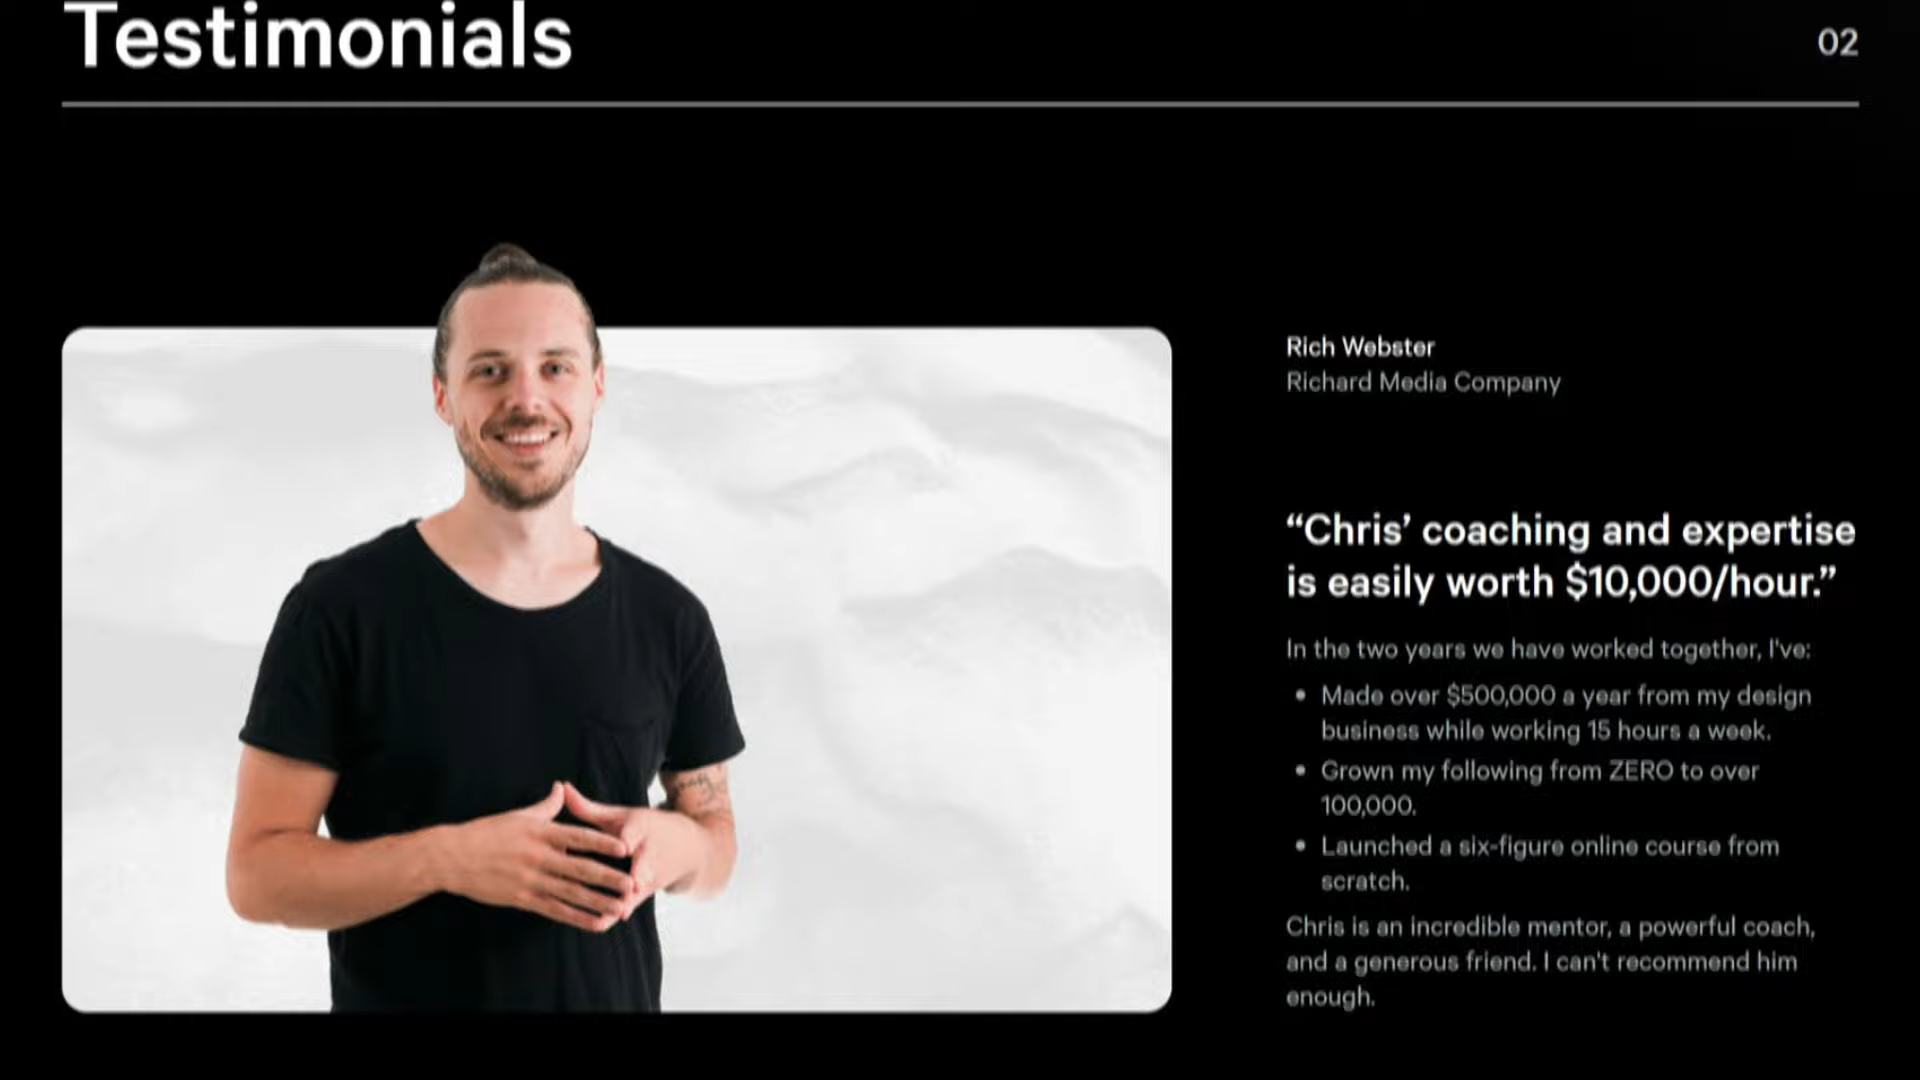 Testimonials
02
Rich Webster
Richard Media Company
“Chris’ coaching and expertise
is easily worth $10,000/hour.”
In the two years we have worked together, I've:
• Made over $500,000 a year from my design
business while working 15 hours a week.
• Grown my following from ZERO to over
100,000.
• Launched a six-figure online course from
scratch.
Chris is an incredible mentor, a powerful coach,
and a generous friend. I can't recommend him
enough.